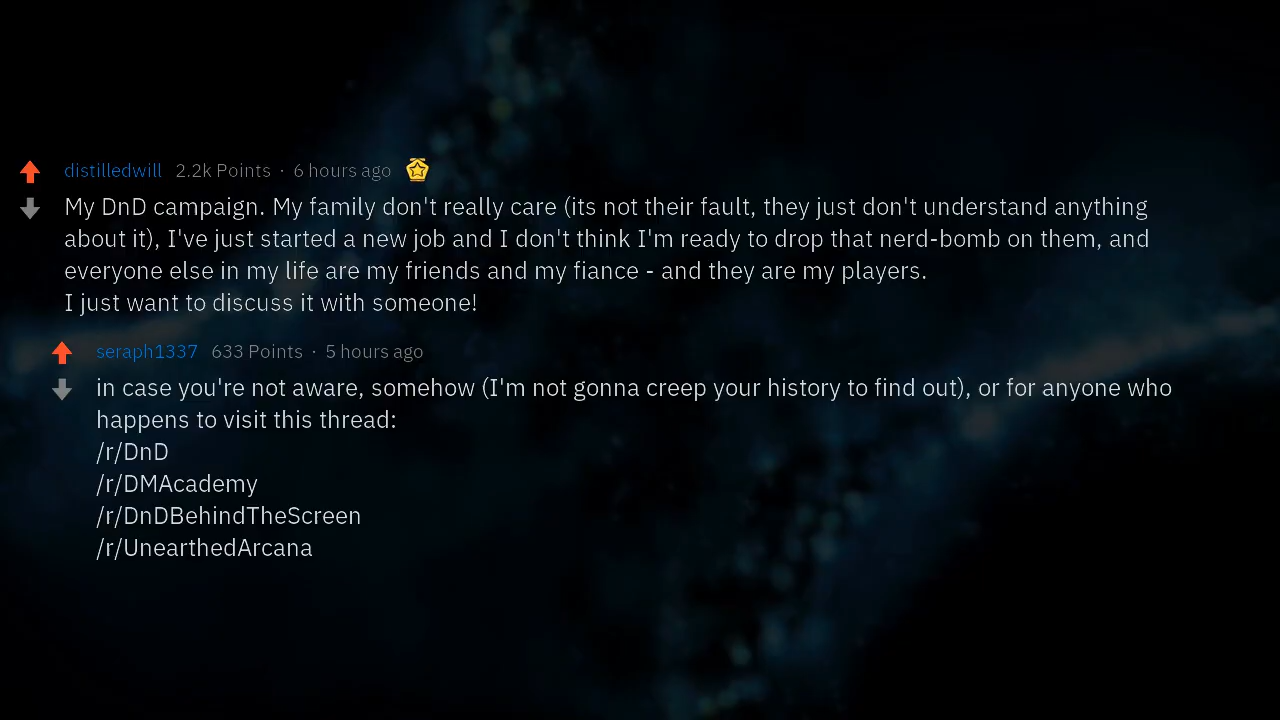 distilledwill 2.2k Points · 6 hours ago
My DnD campaign. My family don't really care (its not their fault, they just don't understand anything
about it), I've just started a new job and I don't think I'm ready to drop that nerd-bomb on them, and
everyone else in my life are my friends and my fiance - and they are my players.
I just want to discuss it with someone!
seraph1337 633 Points · 5 hours ago
in case you're not aware, somehow (I'm not gonna creep your history to find out), or for anyone who
happens to visit this thread:
/r/DnD
/r/DMAcademy
/r/DnDBehindTheScreen
/r/UnearthedArcana